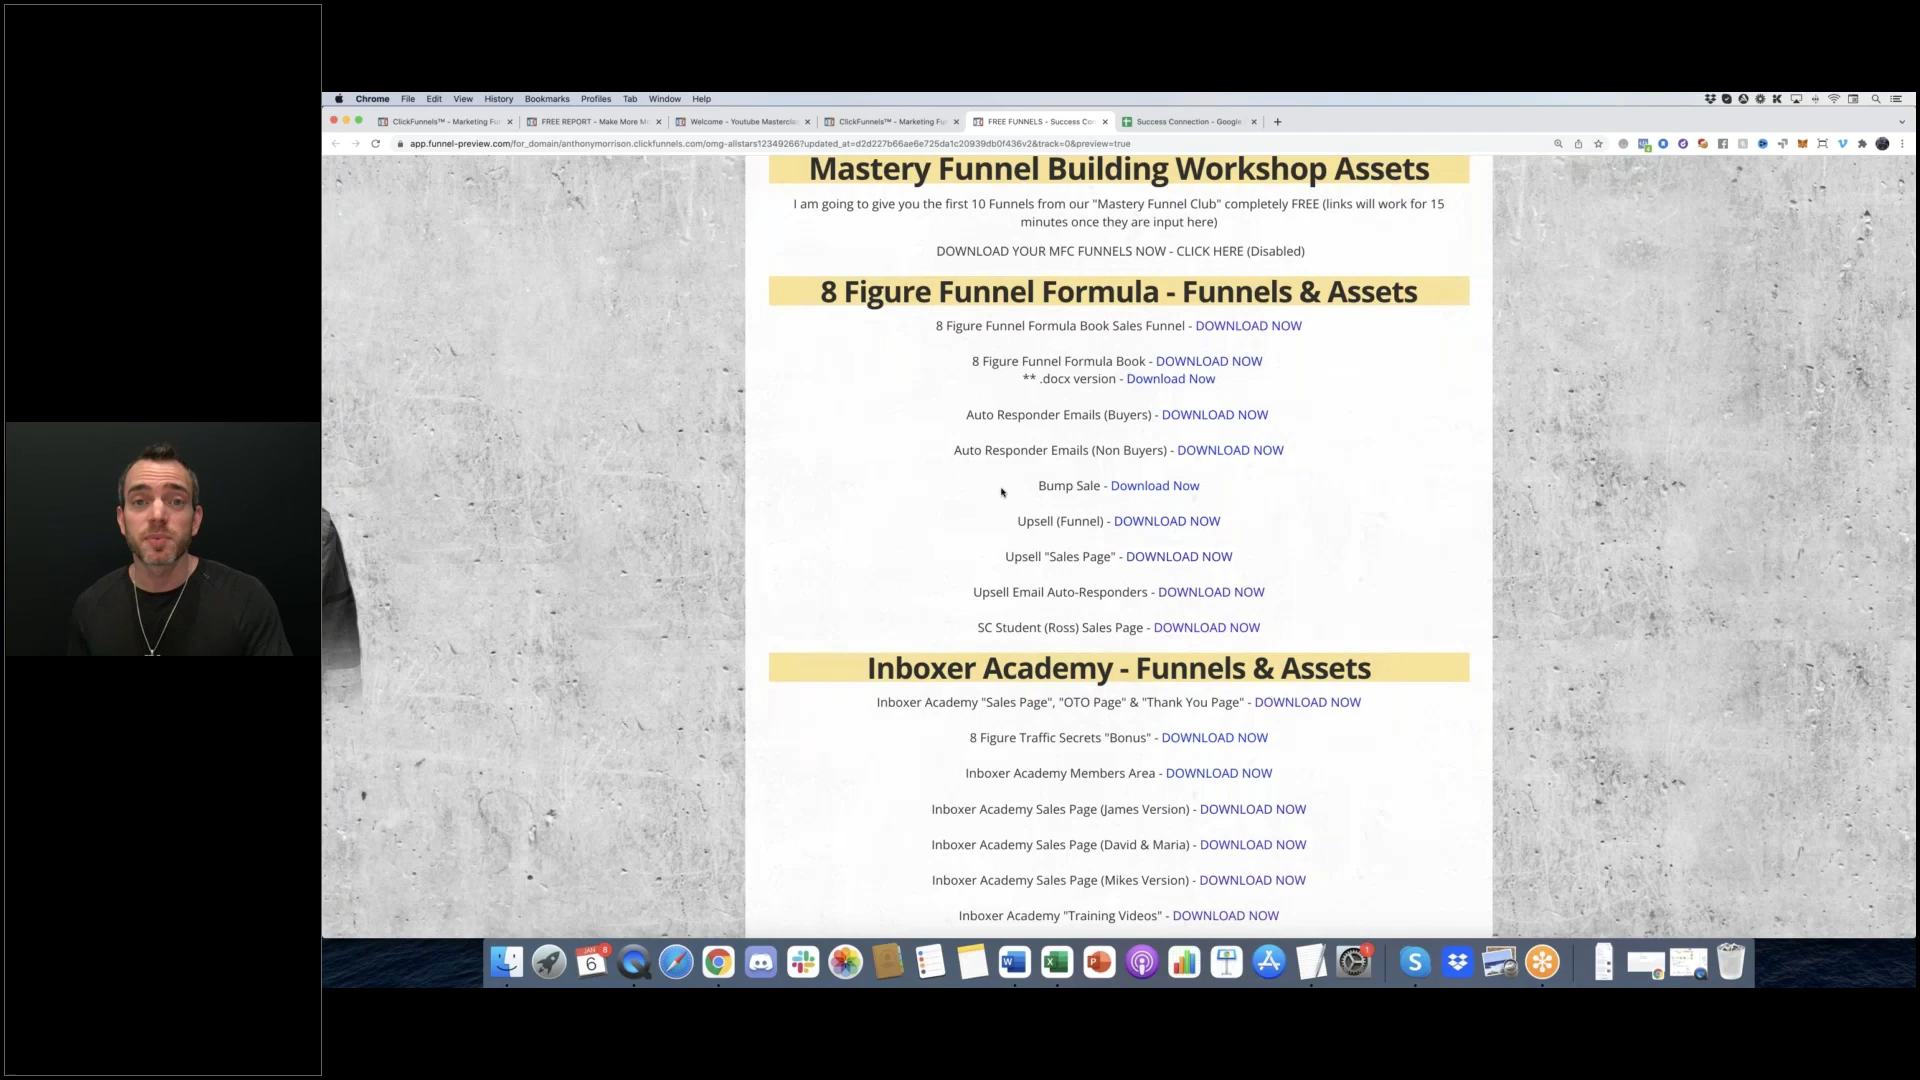 Chrome File Edit View History Bookmarks Profiles Tab Window Help
ClickFunnels™ - Marketing Fun
FREE REPORT - Make More M
Welcome - Youtube Mastercla
ClickFunnels™ - Marketing Fun
FREE FUNNELS - Success Con
Success Connection - Google
app.funnel-preview.com/for_domain/anthonymorrison.clickfunnels.com/omg-allstars12349266?updated_at=d2d227b66ae6e725da1c20939db0f436v2&track=0&preview=true
Mastery Funnel Building Workshop Assets
I am going to give you the first 10 Funnels from our "Mastery Funnel Club" completely FREE (links will work for 15
minutes once they are input here)
DOWNLOAD YOUR MFC FUNNELS NOW - CLICK HERE (Disabled)
8 Figure Funnel Formula - Funnels & Assets
8 Figure Funnel Formula Book Sales Funnel - DOWNLOAD NOW
8 Figure Funnel Formula Book - DOWNLOAD NOW
** .docx version - Download Now
Auto Responder Emails (Buyers) - DOWNLOAD NOW
Auto Responder Emails (Non Buyers) - DOWNLOAD NOW
Bump Sale - Download Now
Upsell (Funnel) - DOWNLOAD NOW
Upsell "Sales Page" - DOWNLOAD NOW
Upsell Email Auto-Responders - DOWNLOAD NOW
SC Student (Ross) Sales Page - DOWNLOAD NOW
Inboxer Academy - Funnels & Assets
Inboxer Academy "Sales Page", "OTO Page" & "Thank You Page" - DOWNLOAD NOW
8 Figure Traffic Secrets "Bonus" - DOWNLOAD NOW
Inboxer Academy Members Area - DOWNLOAD NOW
Inboxer Academy Sales Page (James Version) - DOWNLOAD NOW
Inboxer Academy Sales Page (David & Maria) - DOWNLOAD NOW
Inboxer Academy Sales Page (Mikes Version) - DOWNLOAD NOW
Inboxer Academy "Training Videos" - DOWNLOAD NOW
JAN
6
8
1